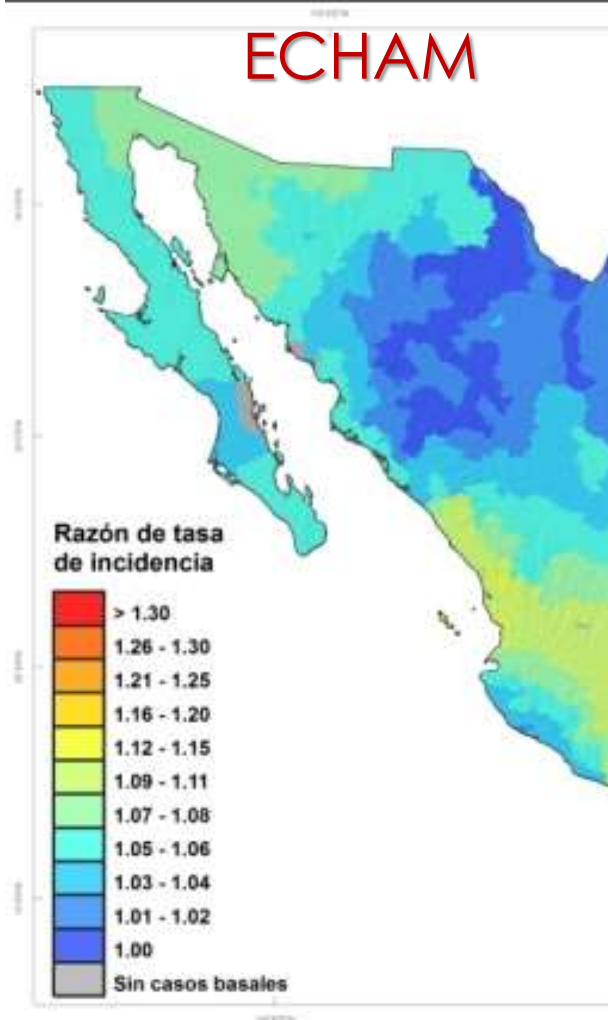 ECHAM
Razón de tasa
de incidencia
> 1.30
1.26 - 1.30
1.21 - 1.25
1.16 - 1.20
1.12 - 1.15
1.09 - 1.11
1.07 - 1.08
1.05 - 1.06
1.03 - 1.04
1.01 - 1.02
1.00
Sin casos basales